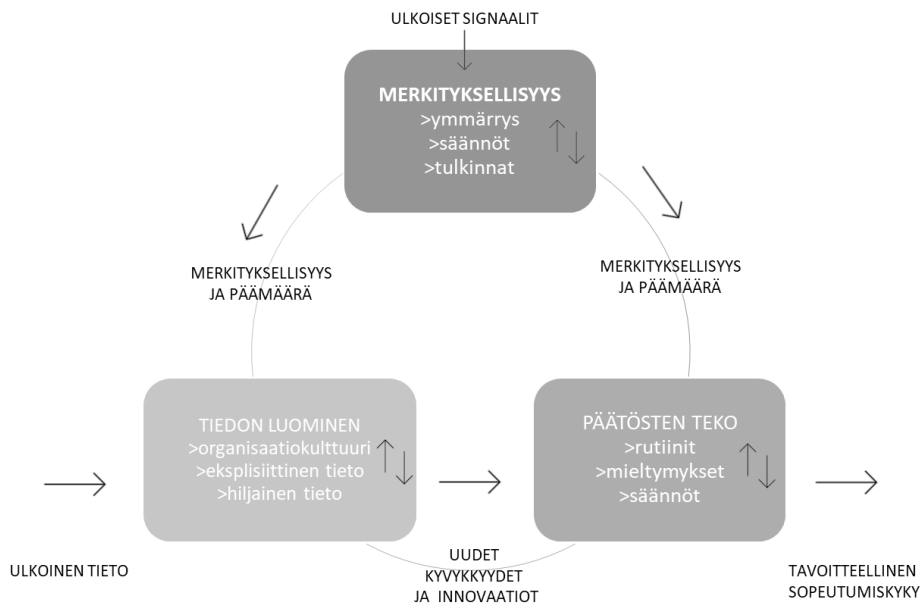 ULKOISET SIGNAALIT
MERKITYKSELLISYYS
>ymmärrys
>säännöt
>tulkinnat
MERKITYKSELLISYYS
JA PÄÄMÄÄRÄ
MERKITYKSELLISYYS
JA PÄÄMÄÄRÄ
TIEDON LUOMINEN
>organisaatiokulttuuri
>eksplisiittinen tieto
>hiljainen tieto
PÄÄTÖSTEN TEKO
>rutiinit
>mieltymykset
>säännöt
ULKOINEN TIETO
UUDET
KYVYKKYYDET
JA INNOVAATIOT
TAVOITTEELLINEN
SOPEUTUMISKYKY